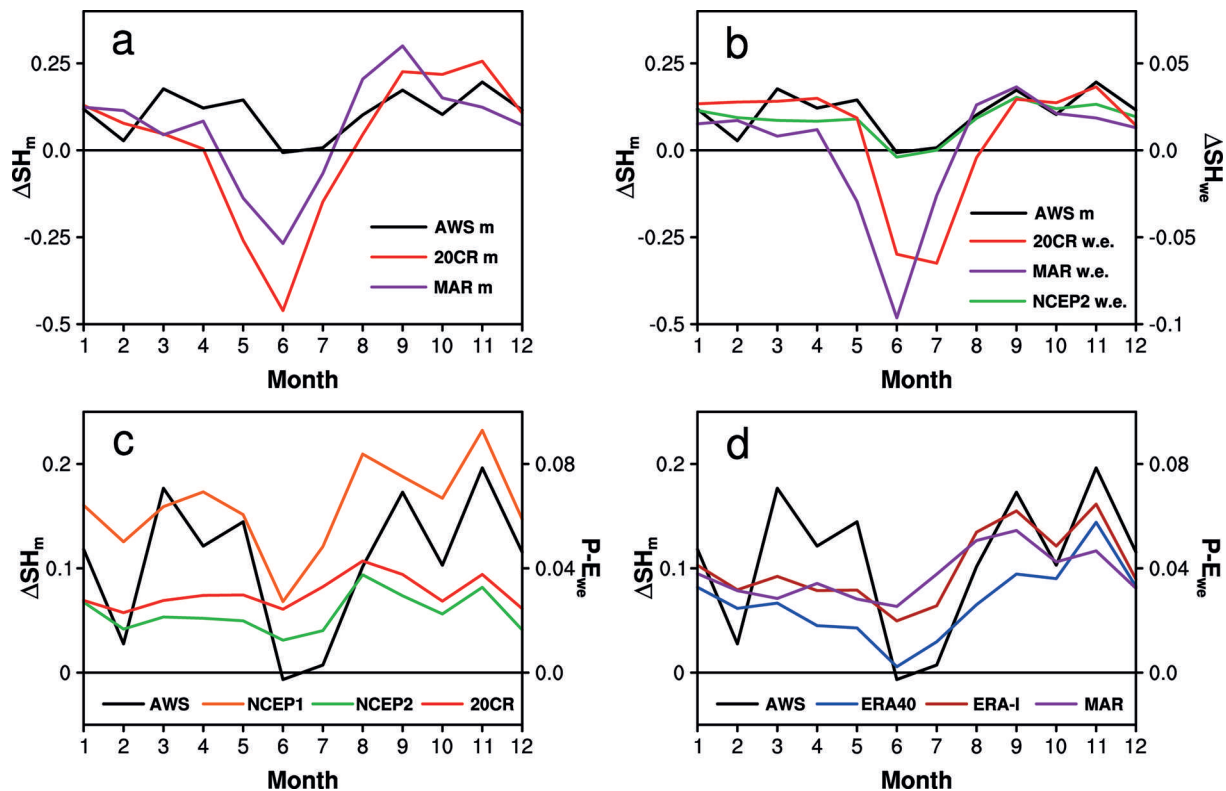 a
0.25
0.0
-0.25
-0.5
ΔSHm
AWS m
20CR m
MAR m
1 2 3 4 5 6 7 8 9 10 11 12
Month
b
0.25
0.0
-0.25
-0.5
ΔSHm
0.05
0.0
-0.05
-0.1
ΔSHwe
AWS m
20CR w.e.
MAR w.e.
NCEP2 w.e.
1 2 3 4 5 6 7 8 9 10 11 12
Month
c
0.2
0.1
0
ΔSHm
0.08
0.04
0.0
P-Ewe
AWS NCEP1 NCEP2 20CR
1 2 3 4 5 6 7 8 9 10 11 12
Month
d
0.2
0.1
0
ΔSHm
0.08
0.04
0.0
P-Ewe
AWS ERA40 ERA-I MAR
1 2 3 4 5 6 7 8 9 10 11 12
Month